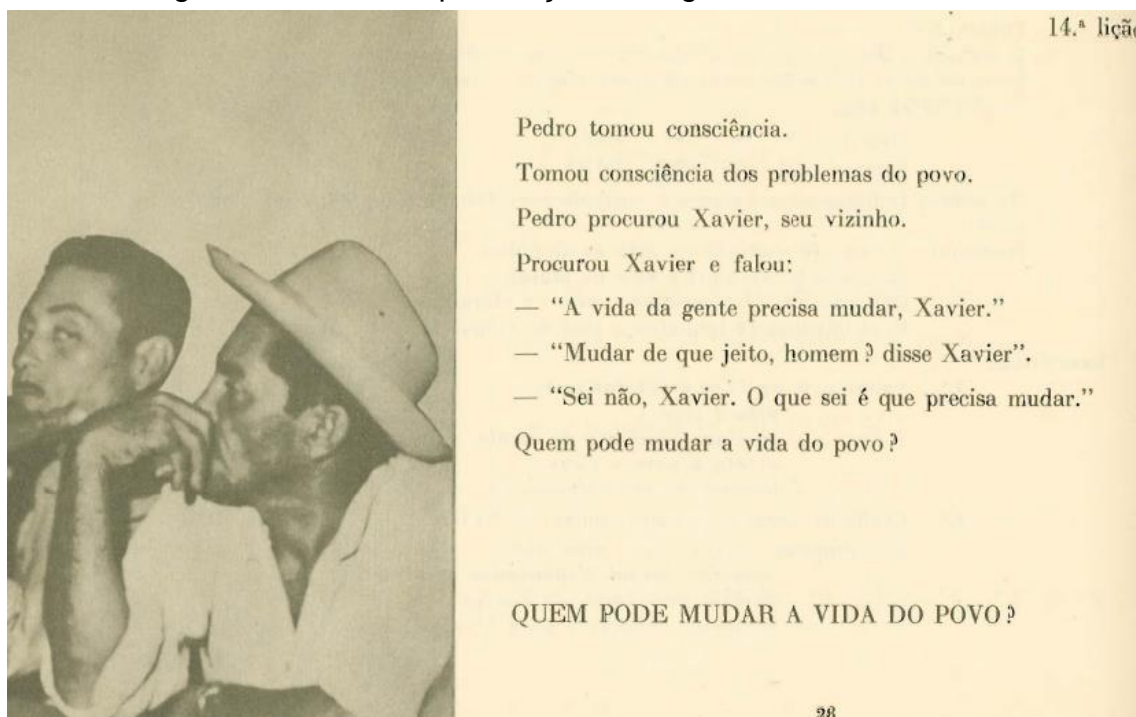 14.ª lição
Pedro tomou consciência.
Tomou consciência dos problemas do povo.
Pedro procurou Xavier, seu vizinho.
Procurou Xavier e falou:
— “A vida da gente precisa mudar, Xavier.”
— “Mudar de que jeito, homem? disse Xavier”.
— “Sei não, Xavier. O que sei é que precisa mudar.”
Quem pode mudar a vida do povo?
QUEM PODE MUDAR A VIDA DO POVO?
28